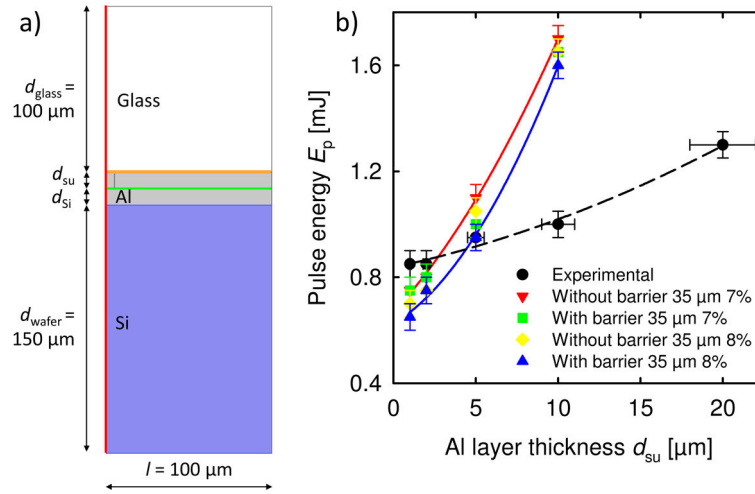 a)
d_glass =
100 µm
Glass
d_su
d_Si
Al
d_wafer =
150 µm
Si
l = 100 µm
b)
Pulse energy E_p [mJ]
1.6
1.2
0.8
0.4
Experimental
Without barrier 35 µm 7%
With barrier 35 µm 7%
Without barrier 35 µm 8%
With barrier 35 µm 8%
0 5 10 15 20
Al layer thickness d_su [µm]